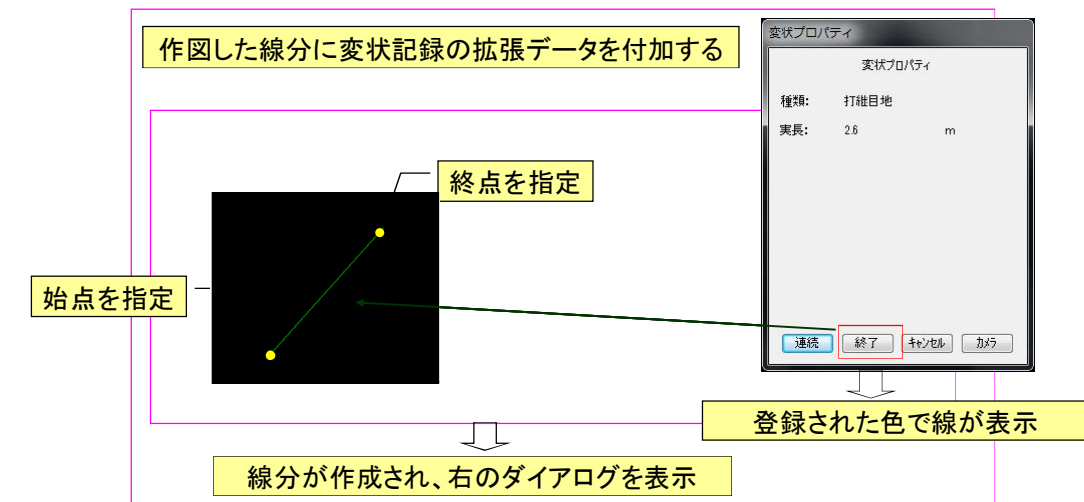 作図した線分に変状記録の拡張データを付加する
変状プロパティ
変状プロパティ
種類: 打継目地
実長: 2.6 m
終点を指定
始点を指定
連続 終了 キャンセル カメラ
登録された色で線が表示
線分が作成され、右のダイアログを表示